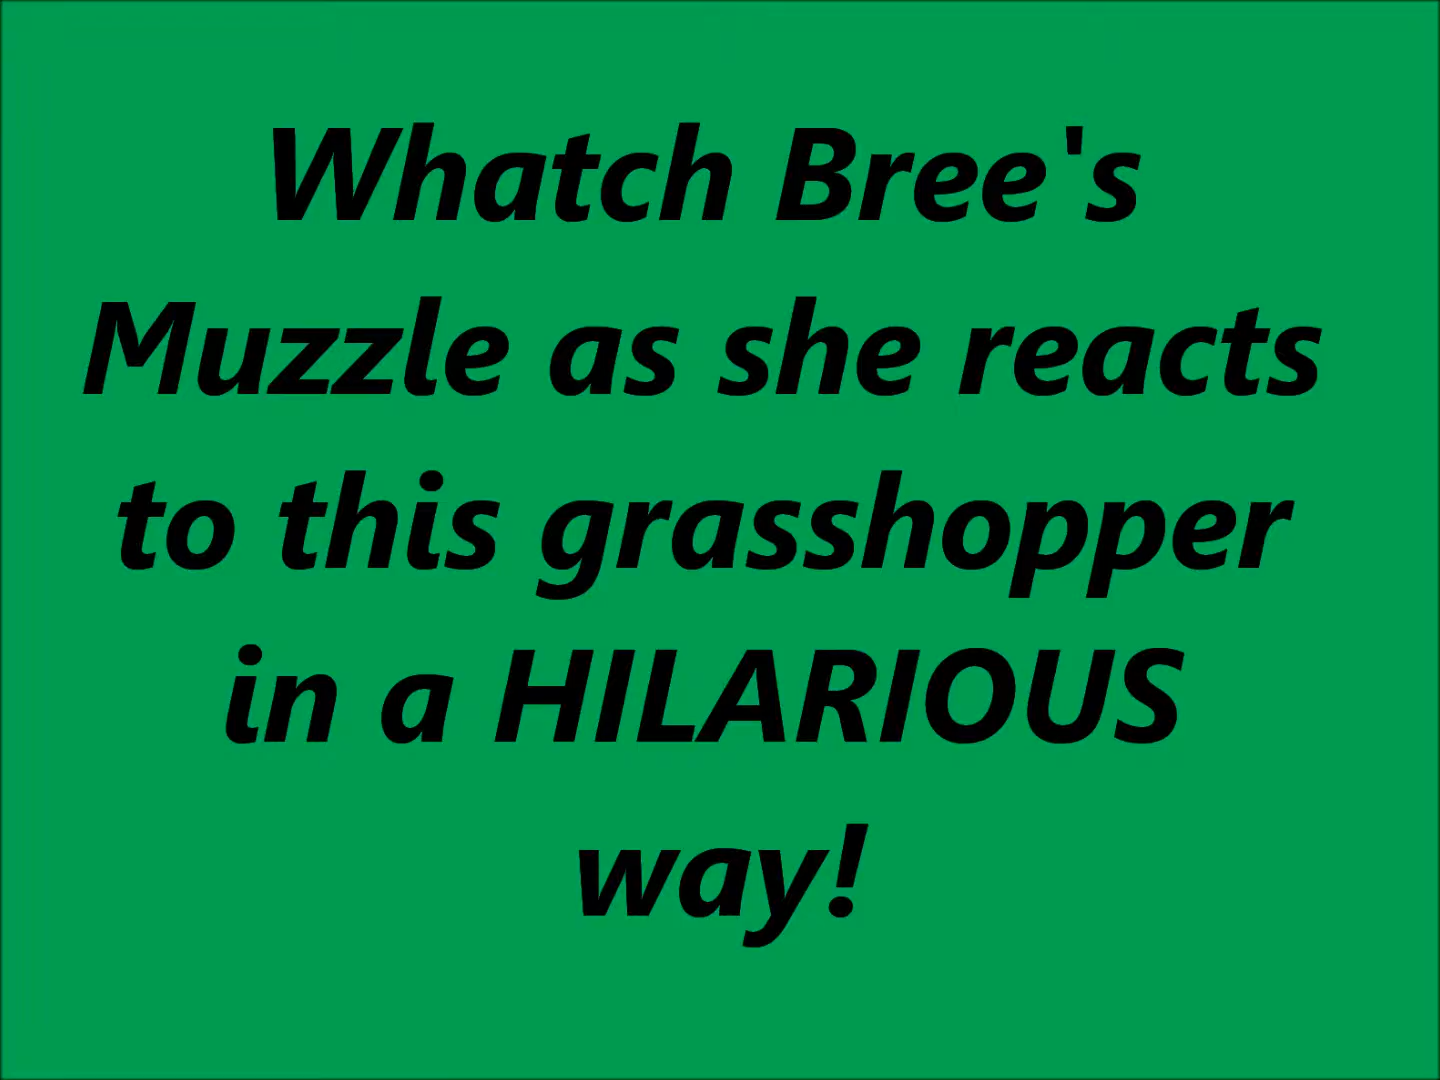 Whatch Bree's
Muzzle as she reacts
to this grasshopper
in a HILARIOUS
way!